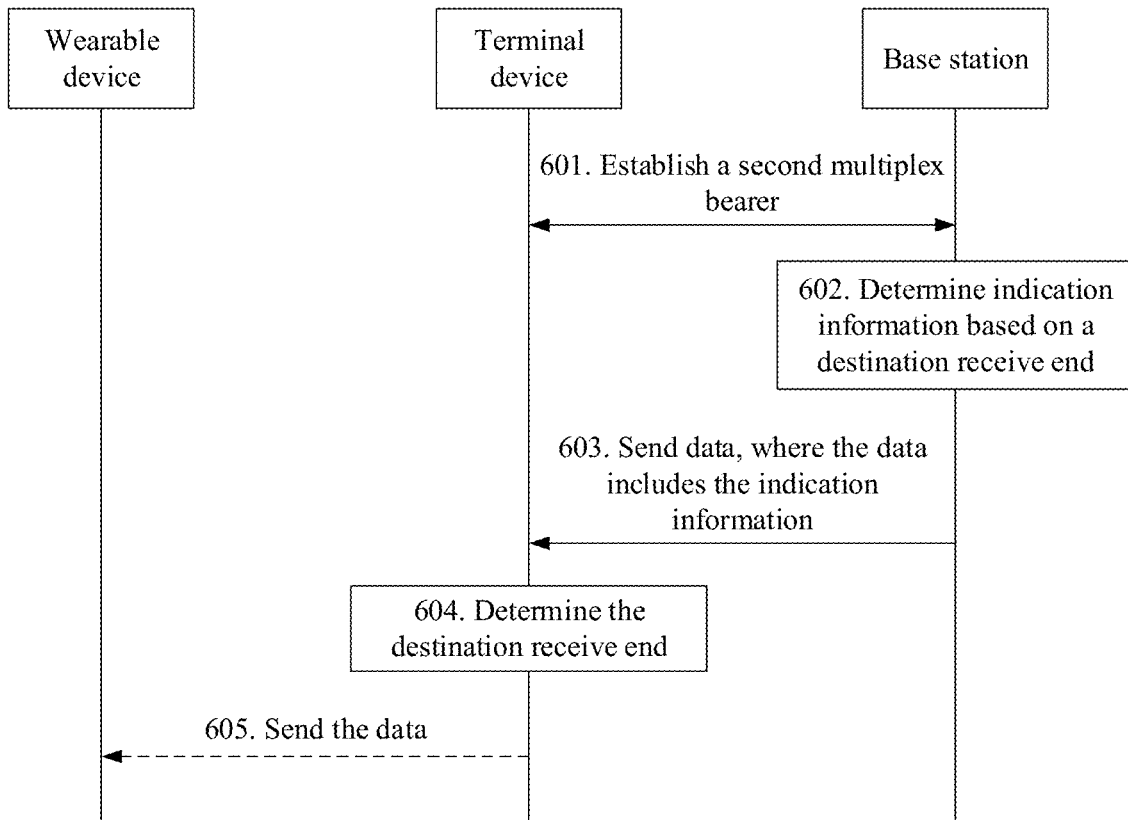 Wearable
device
Terminal
device
Base station
601. Establish a second multiplex
bearer
602. Determine indication
information based on a
destination receive end
603. Send data, where the data
includes the indication
information
604. Determine the
destination receive end
605. Send the data